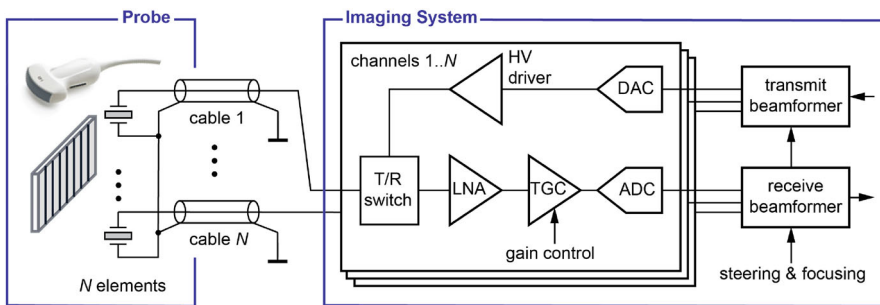 Probe
Imaging System
channels 1..N
HV
driver
DAC
transmit
beamformer
cable 1
T/R
switch
LNA
TGC
ADC
receive
beamformer
gain control
cable N
N elements
steering & focusing